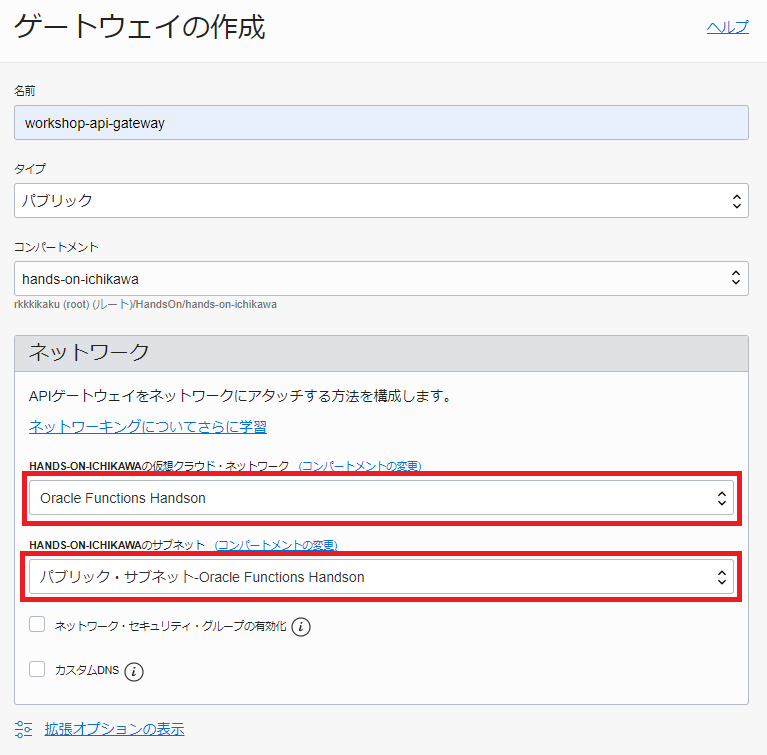 ゲートウェイの作成
ヘルプ
名前
workshop-api-gateway
タイプ
パブリック
コンパートメント
hands-on-ichikawa
rkkkikaku (root) (ルート)/HandsOn/hands-on-ichikawa
ネットワーク
APIゲートウェイをネットワークにアタッチする方法を構成します。
ネットワーキングについてさらに学習
HANDS-ON-ICHIKAWAの仮想クラウド・ネットワーク (コンパートメントの変更)
Oracle Functions Handson
HANDS-ON-ICHIKAWAのサブネット (コンパートメントの変更)
パブリック・サブネット-Oracle Functions Handson
ネットワーク・セキュリティ・グループの有効化 i
カスタムDNS i
拡張オプションの表示